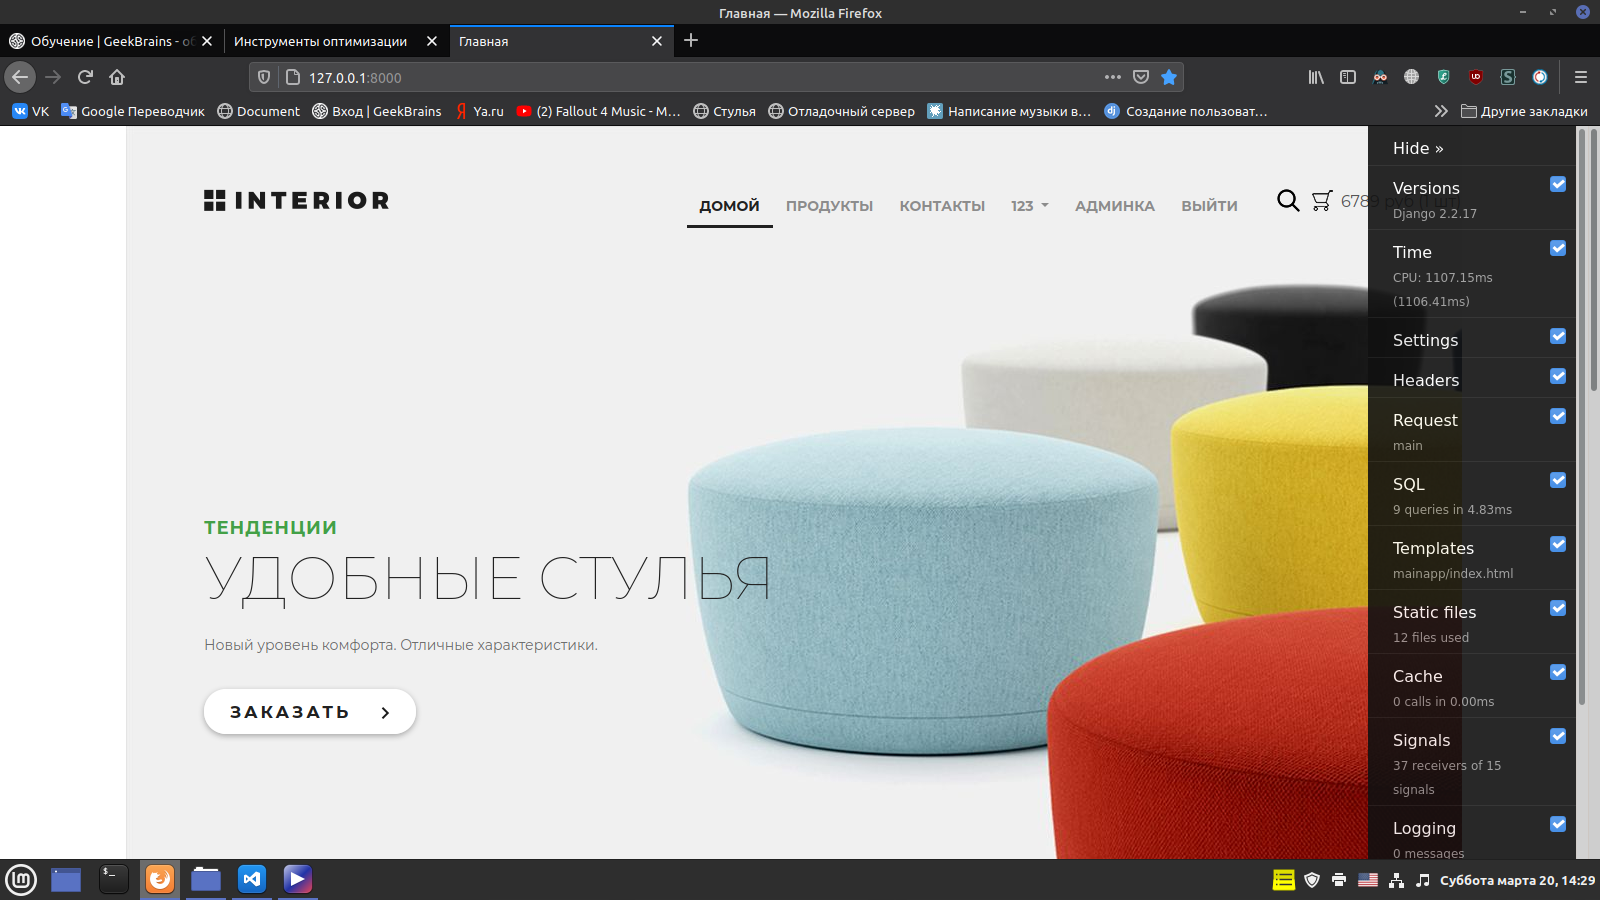 Главная — Mozilla Firefox
Обучение | GeekBrains - об
Инструменты оптимизации
Главная
127.0.0.1:8000
VK
Google Переводчик
Document
Вход | GeekBrains
Ya.ru
(2) Fallout 4 Music - M…
Стулья
Отладочный сервер
Написание музыки в…
dj Создание пользоват…
Другие закладки
INTERIOR
ДОМОЙ
ПРОДУКТЫ
КОНТАКТЫ
123
АДМИНКА
ВЫЙТИ
6789 руб (1 шт)
ТЕНДЕНЦИИ
УДОБНЫЕ СТУЛЬЯ
Новый уровень комфорта. Отличные характеристики.
ЗАКАЗАТЬ
Hide »
Versions
Django 2.2.17
Time
CPU: 1107.15ms
(1106.41ms)
Settings
Headers
Request
main
SQL
9 queries in 4.83ms
Templates
mainapp/index.html
Static files
12 files used
Cache
0 calls in 0.00ms
Signals
37 receivers of 15
signals
Logging
0 messages
Суббота марта 20, 14:29